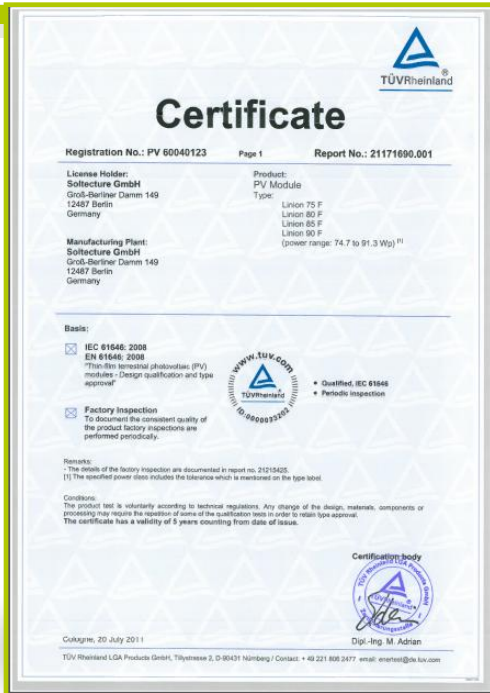 TÜVRheinland
®
Certificate
Registration No.: PV 60040123 Page 1 Report No.: 21171690.001
License Holder:
Soltecture GmbH
Groß-Berliner Damm 149
12487 Berlin
Germany
Product:
PV Module
Type:
Linion 75 F
Linion 80 F
Linion 85 F
Linion 90 F
(power range: 74.7 to 91.3 Wp) [1]
Manufacturing Plant:
Soltecture GmbH
Groß-Berliner Damm 149
12487 Berlin
Germany
Basis:
IEC 61646: 2008
EN 61646: 2008
"Thin-film terrestrial photovoltaic (PV)
modules - Design qualification and type
approval"
Factory Inspection
To document the consistent quality of
the product factory inspections are
performed periodically.
www.tuv.com
TÜVRheinland
ID:0000033202
• Qualified, IEC 61646
• Periodic Inspection
Remarks:
- The details of the factory inspection are documented in report no. 21213425.
[1] The specified power class includes the tolerance which is mentioned on the type label.
Conditions:
The product test is voluntarily according to technical regulations. Any change of the design, materials, components or
processing may require the repetition of some of the qualification tests in order to retain type approval.
The certificate has a validity of 5 years counting from date of issue.
Certification body
TÜV Rheinland LGA Products GmbH
TÜVRheinland
Zertifizierungsstelle
Cologne, 20 July 2011
Dipl.-Ing. M. Adrian
TÜV Rheinland LGA Products GmbH, Tillystrasse 2, D-90431 Nürnberg / Contact: + 49 221 806 2477 email: enertest@de.tuv.com